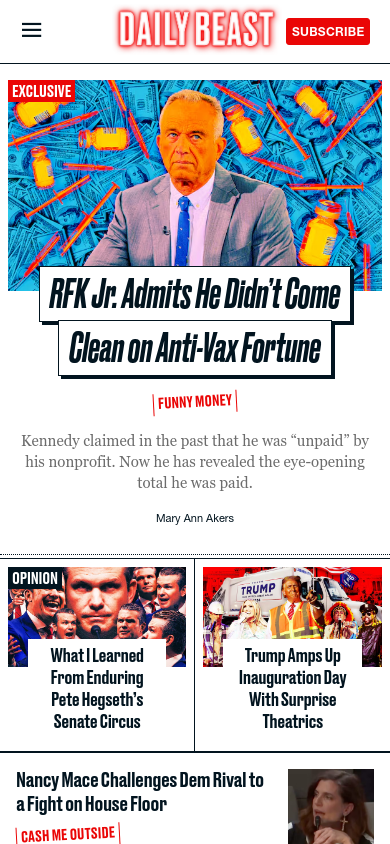 DAILY BEAST
SUBSCRIBE
EXCLUSIVE
RFK Jr. Admits He Didn’t Come
Clean on Anti-Vax Fortune
FUNNY MONEY
Kennedy claimed in the past that he was “unpaid” by
his nonprofit. Now he has revealed the eye-opening
total he was paid.
Mary Ann Akers
OPINION
What I Learned
From Enduring
Pete Hegseth’s
Senate Circus
TRUMP
Trump Amps Up
Inauguration Day
With Surprise
Theatrics
Nancy Mace Challenges Dem Rival to
a Fight on House Floor
CASH ME OUTSIDE